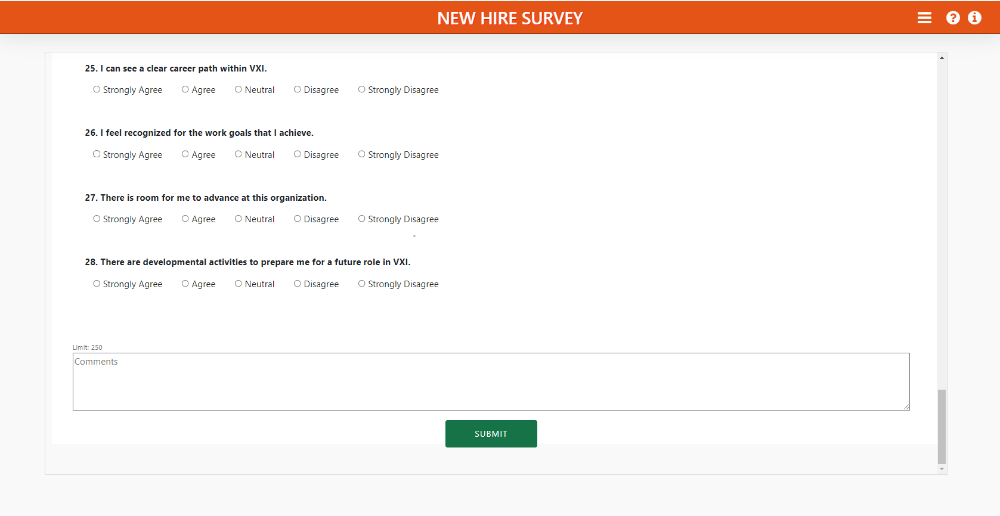 NEW HIRE SURVEY
25. I can see a clear career path within VXI.
Strongly Agree Agree Neutral Disagree Strongly Disagree
26. I feel recognized for the work goals that I achieve.
Strongly Agree Agree Neutral Disagree Strongly Disagree
27. There is room for me to advance at this organization.
Strongly Agree Agree Neutral Disagree Strongly Disagree
28. There are developmental activities to prepare me for a future role in VXI.
Strongly Agree Agree Neutral Disagree Strongly Disagree
Limit: 250
Comments
SUBMIT